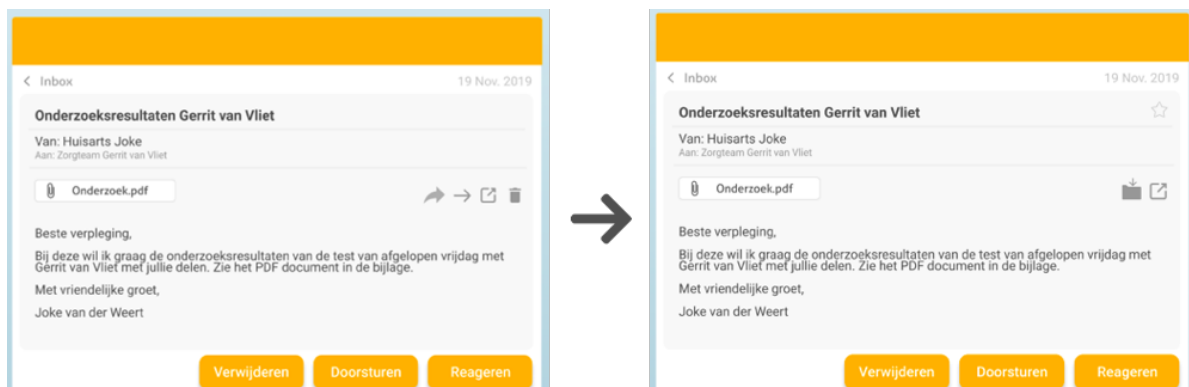 < Inbox 19 Nov. 2019
Onderzoeksresultaten Gerrit van Vliet
Van: Huisarts Joke
Aan: Zorgteam Gerrit van Vliet
Onderzoek.pdf
Beste verpleging,
Bij deze wil ik graag de onderzoeksresultaten van de test van afgelopen vrijdag met
Gerrit van Vliet met jullie delen. Zie het PDF document in de bijlage.
Met vriendelijke groet,
Joke van der Weert
Verwijderen Doorsturen Reageren
< Inbox 19 Nov. 2019
Onderzoeksresultaten Gerrit van Vliet
Van: Huisarts Joke
Aan: Zorgteam Gerrit van Vliet
Onderzoek.pdf
Beste verpleging,
Bij deze wil ik graag de onderzoeksresultaten van de test van afgelopen vrijdag met
Gerrit van Vliet met jullie delen. Zie het PDF document in de bijlage.
Met vriendelijke groet,
Joke van der Weert
Verwijderen Doorsturen Reageren